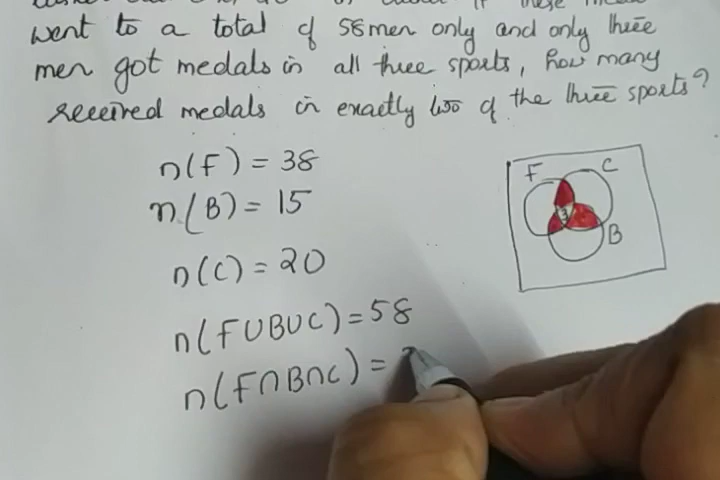 went to a total of 58 men only and only three
men got medals in all three sports, how many
received medals in exactly two of the three sports?
n(F) = 38
n(B) = 15
n(C) = 20
n(F∪B∪C) = 58
n(F∩B∩C) =
F C
3
B